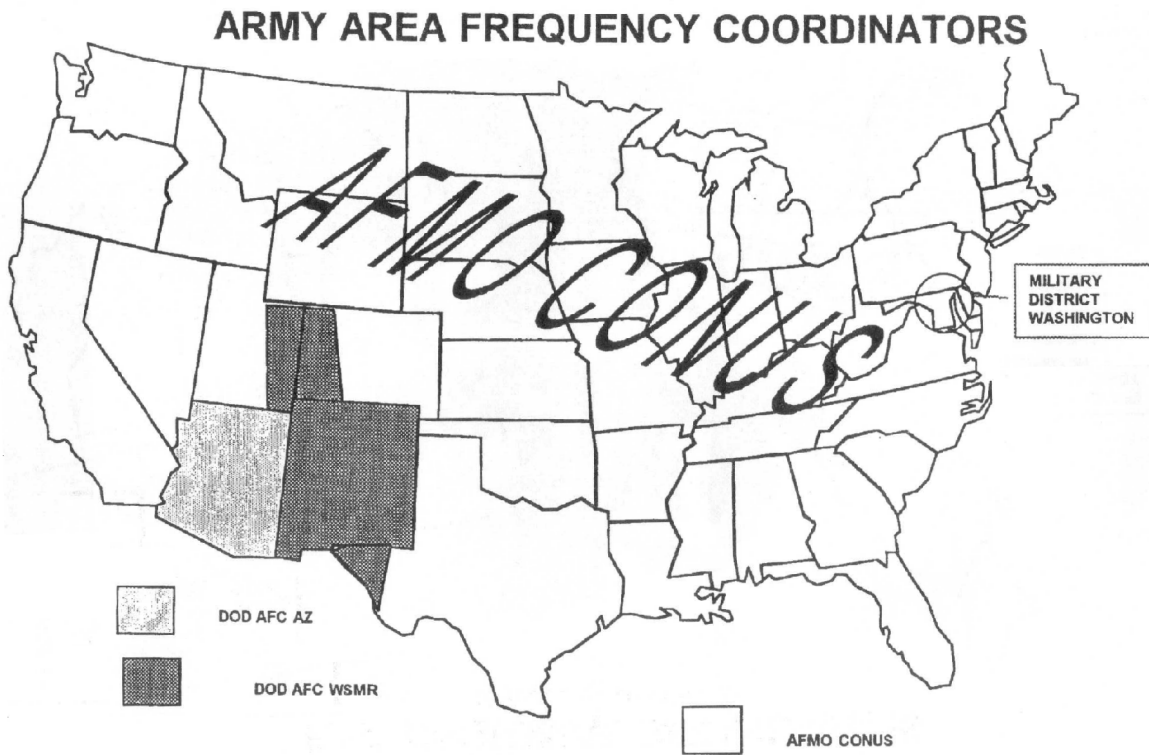 ARMY AREA FREQUENCY COORDINATORS
AFMO CONUS
MILITARY
DISTRICT
WASHINGTON
DOD AFC AZ
DOD AFC WSMR
AFMO CONUS